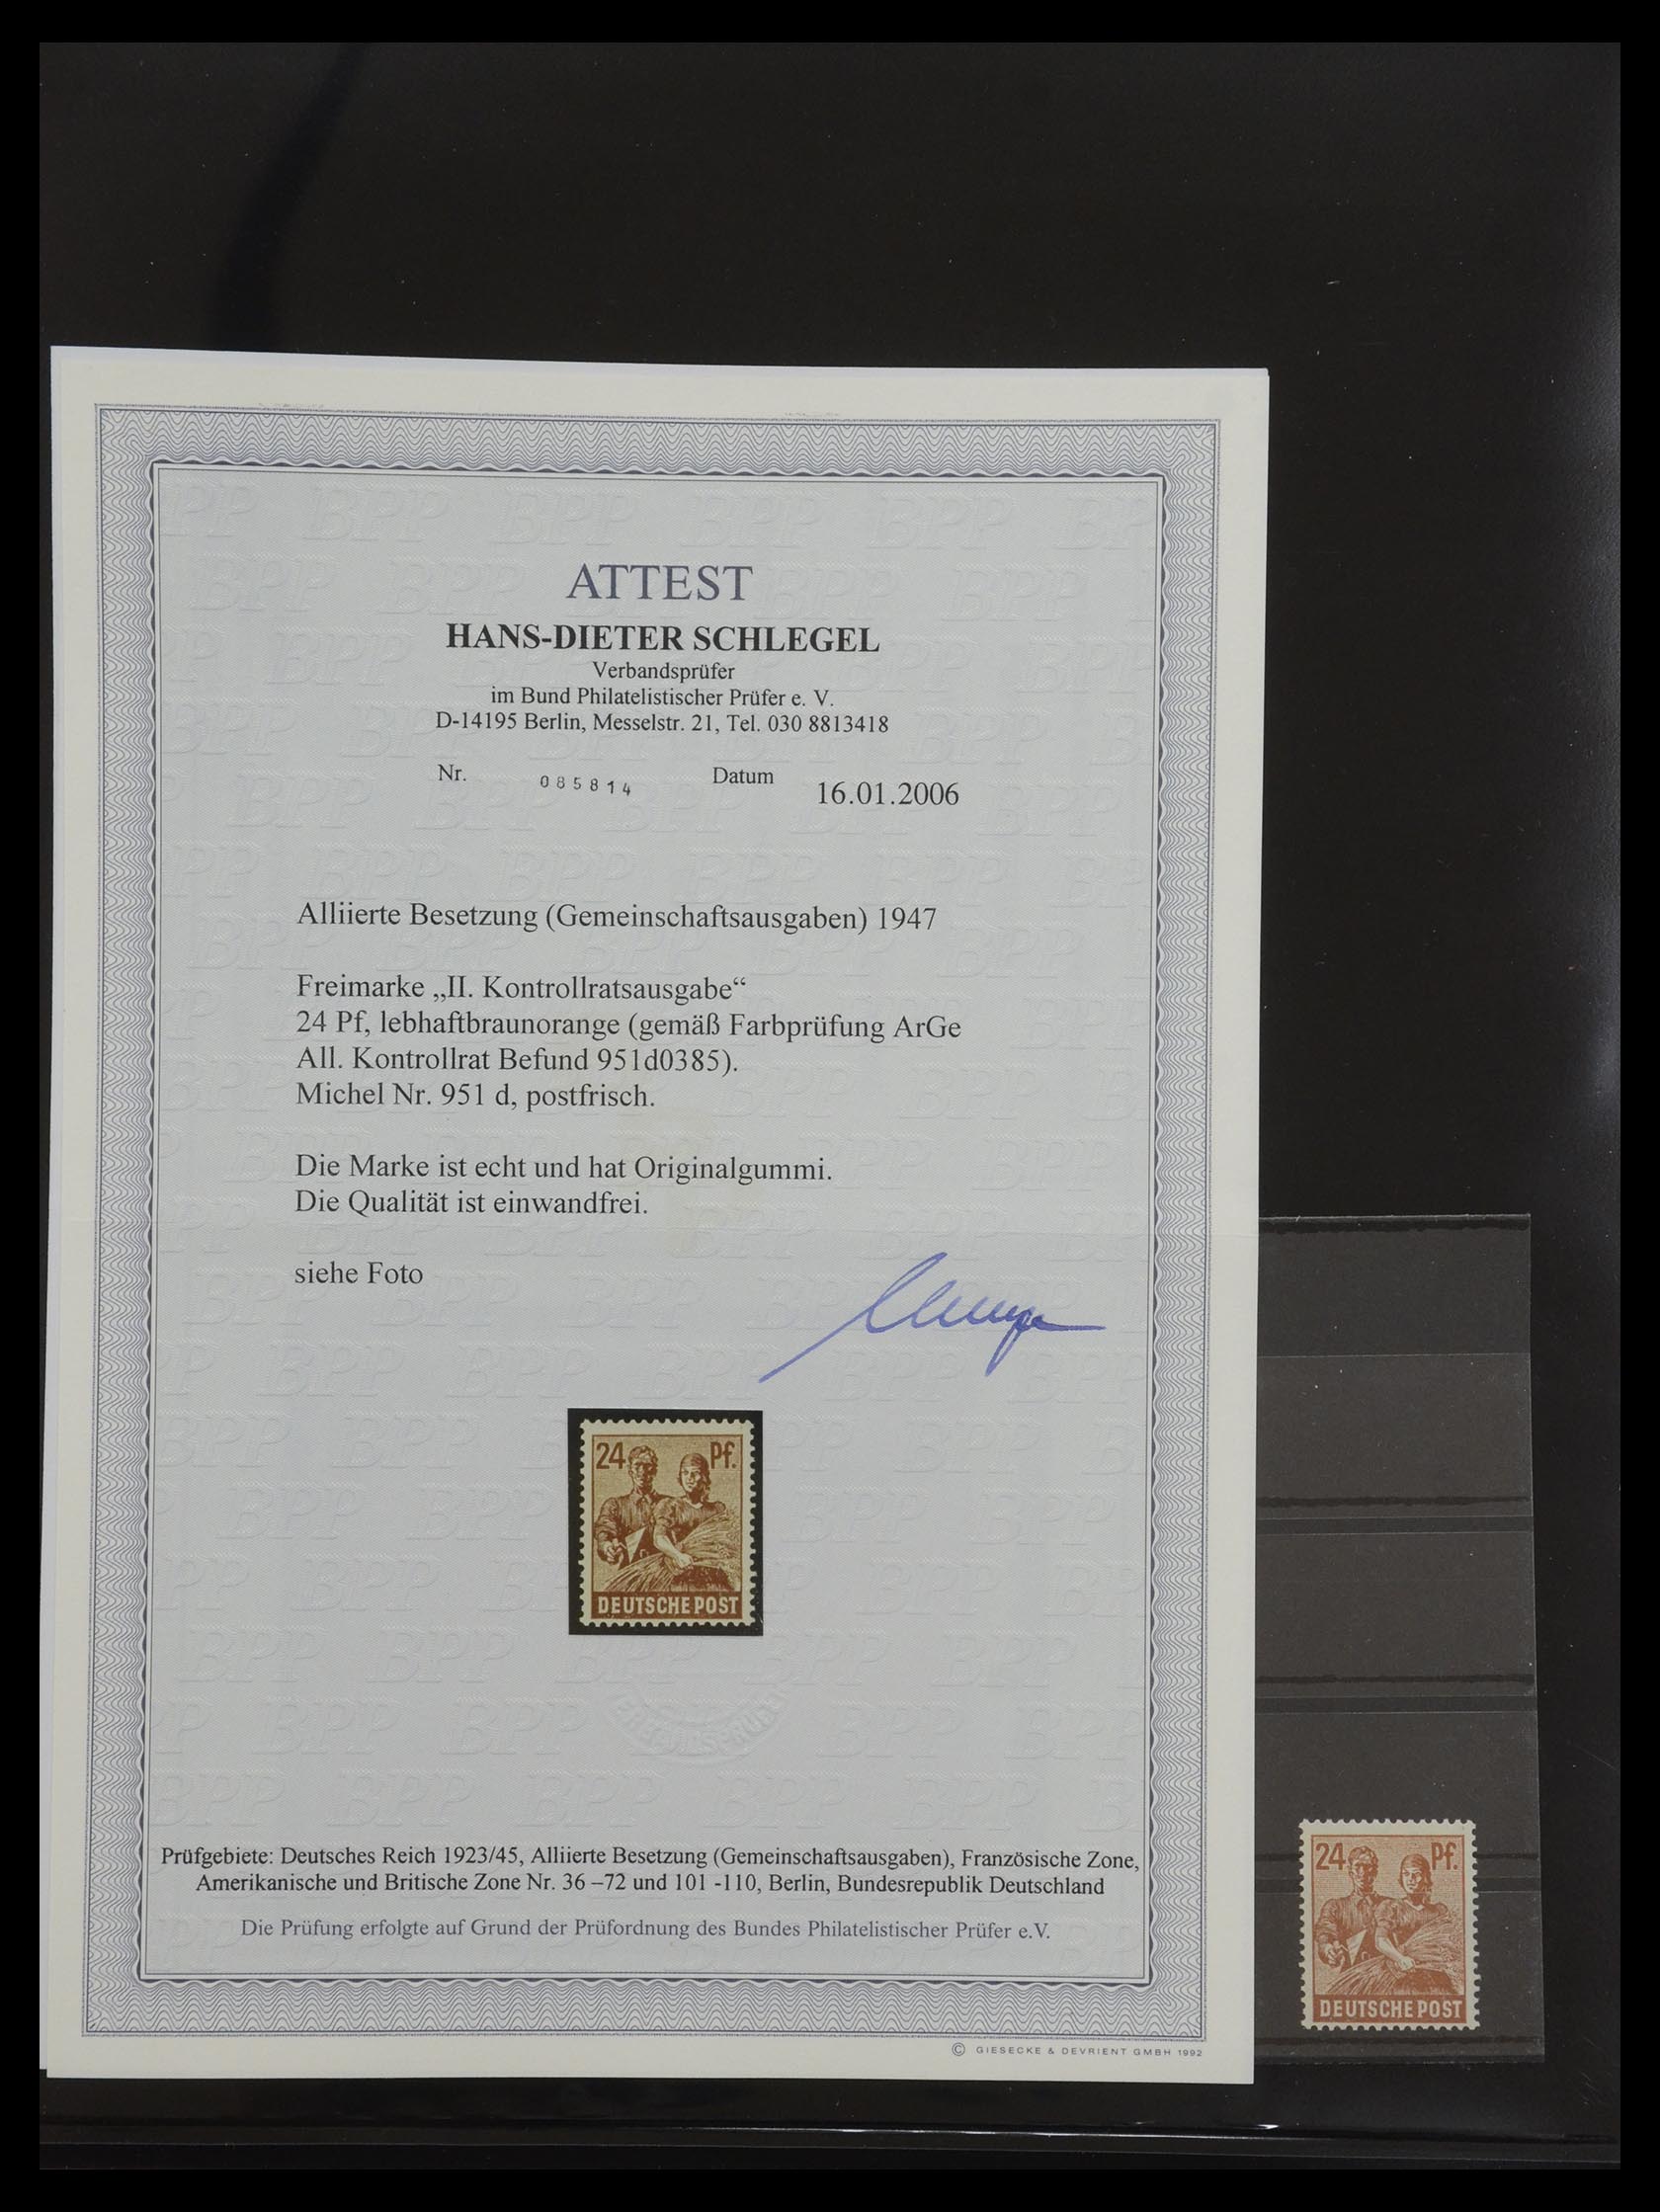 ATTEST
HANS-DIETER SCHLEGEL
Verbandsprüfer
im Bund Philatelistischer Prüfer e. V.
D-14195 Berlin, Messelstr. 21, Tel. 030 8813418
Nr. 085814 Datum 16.01.2006
Alliierte Besetzung (Gemeinschaftsausgaben) 1947
Freimarke „II. Kontrollratsausgabe“
24 Pf, lebhaftbraunorange (gemäß Farbprüfung ArGe
All. Kontrollrat Befund 951d0385).
Michel Nr. 951 d, postfrisch.
Die Marke ist echt und hat Originalgummi.
Die Qualität ist einwandfrei.
siehe Foto
24 Pf.
DEUTSCHE POST
Prüfgebiete: Deutsches Reich 1923/45, Alliierte Besetzung (Gemeinschaftsausgaben), Französische Zone,
Amerikanische und Britische Zone Nr. 36 –72 und 101 -110, Berlin, Bundesrepublik Deutschland
Die Prüfung erfolgte auf Grund der Prüfordnung des Bundes Philatelistischer Prüfer e.V.
© GIESECKE & DEVRIENT GMBH 1992
24 Pf.
DEUTSCHE POST